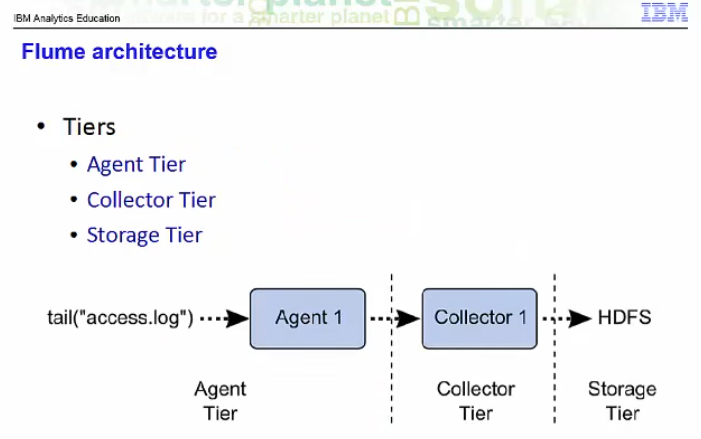 IBM Analytics Education
IBM
Flume architecture
• Tiers
• Agent Tier
• Collector Tier
• Storage Tier
tail("access.log")
Agent 1
Collector 1
HDFS
Agent
Tier
Collector
Tier
Storage
Tier